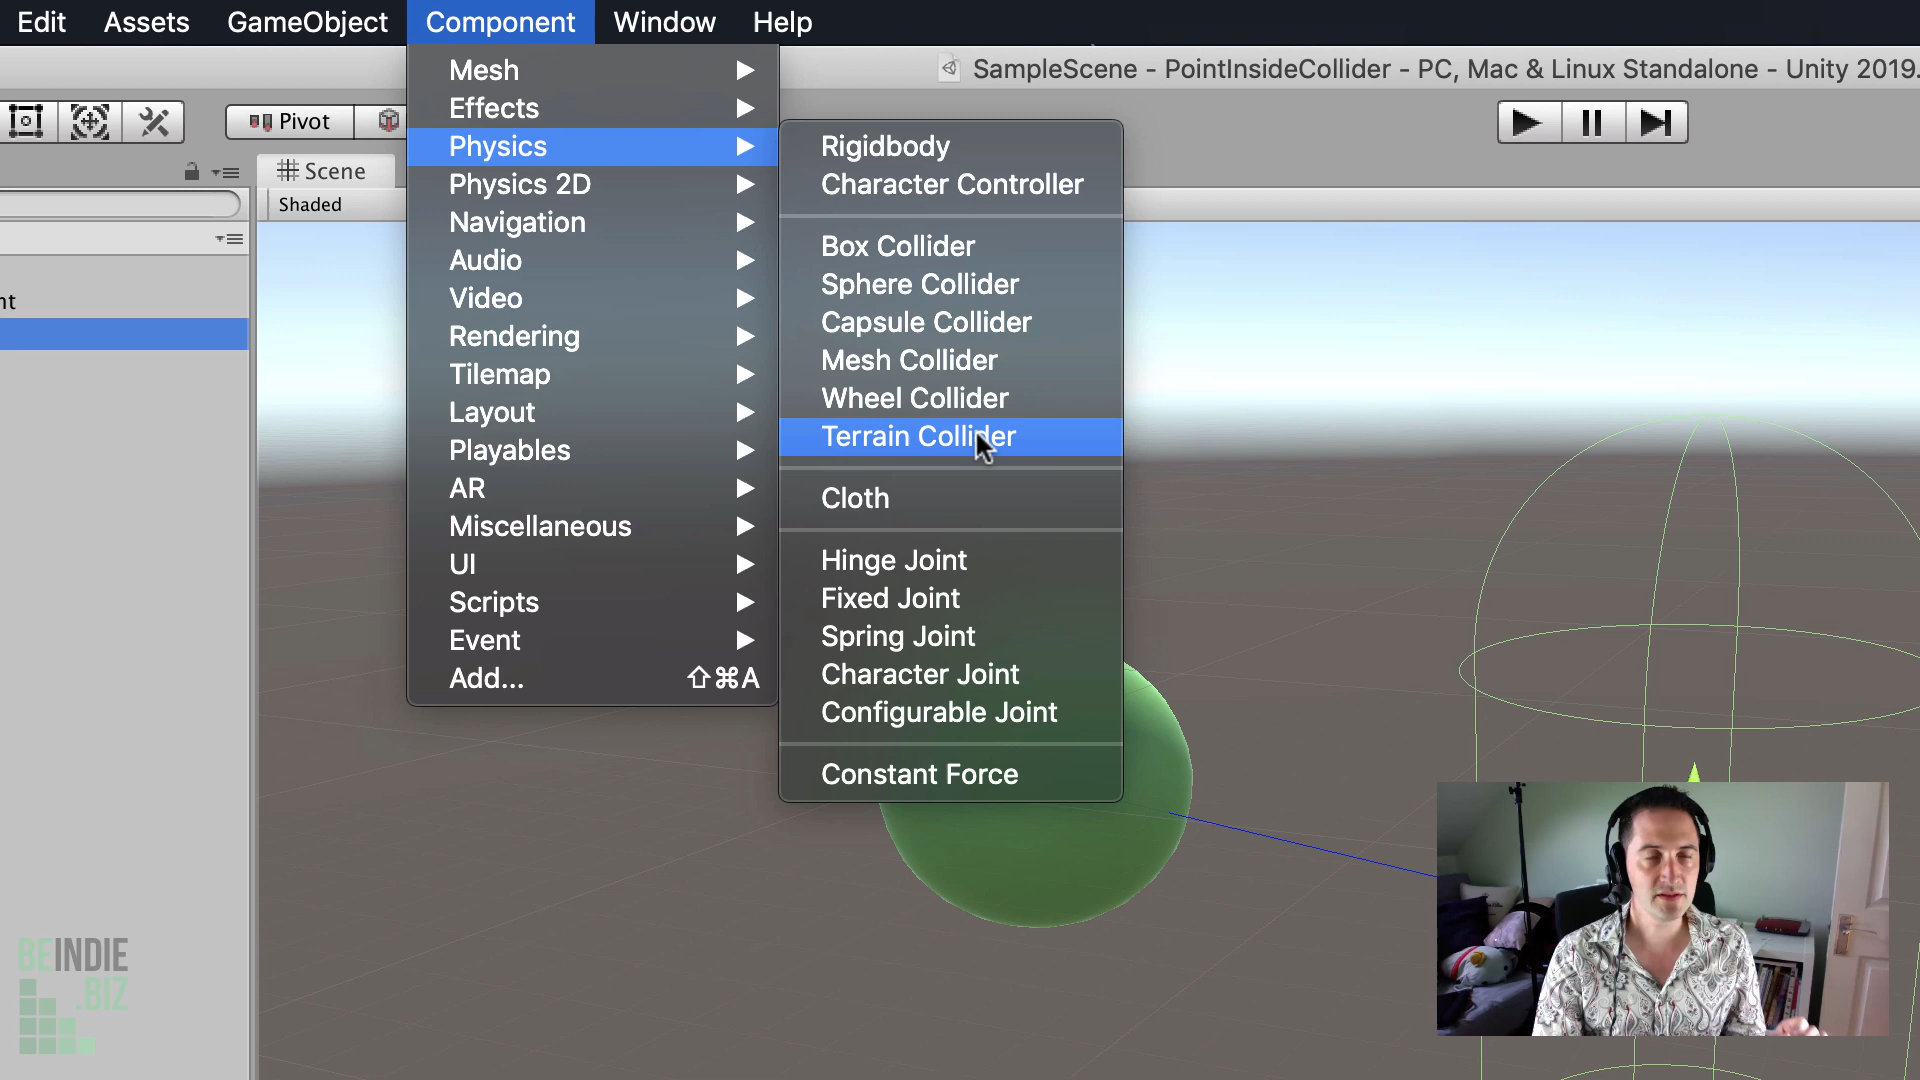 Edit Assets GameObject Component Window Help
SampleScene - PointInsideCollider - PC, Mac & Linux Standalone - Unity 2019.
Pivot
Scene
Shaded
nt
Mesh
Effects
Physics
Physics 2D
Navigation
Audio
Video
Rendering
Tilemap
Layout
Playables
AR
Miscellaneous
UI
Scripts
Event
Add... ⇧⌘A
Rigidbody
Character Controller
Box Collider
Sphere Collider
Capsule Collider
Mesh Collider
Wheel Collider
Terrain Collider
Cloth
Hinge Joint
Fixed Joint
Spring Joint
Character Joint
Configurable Joint
Constant Force
BEINDIE
.BIZ